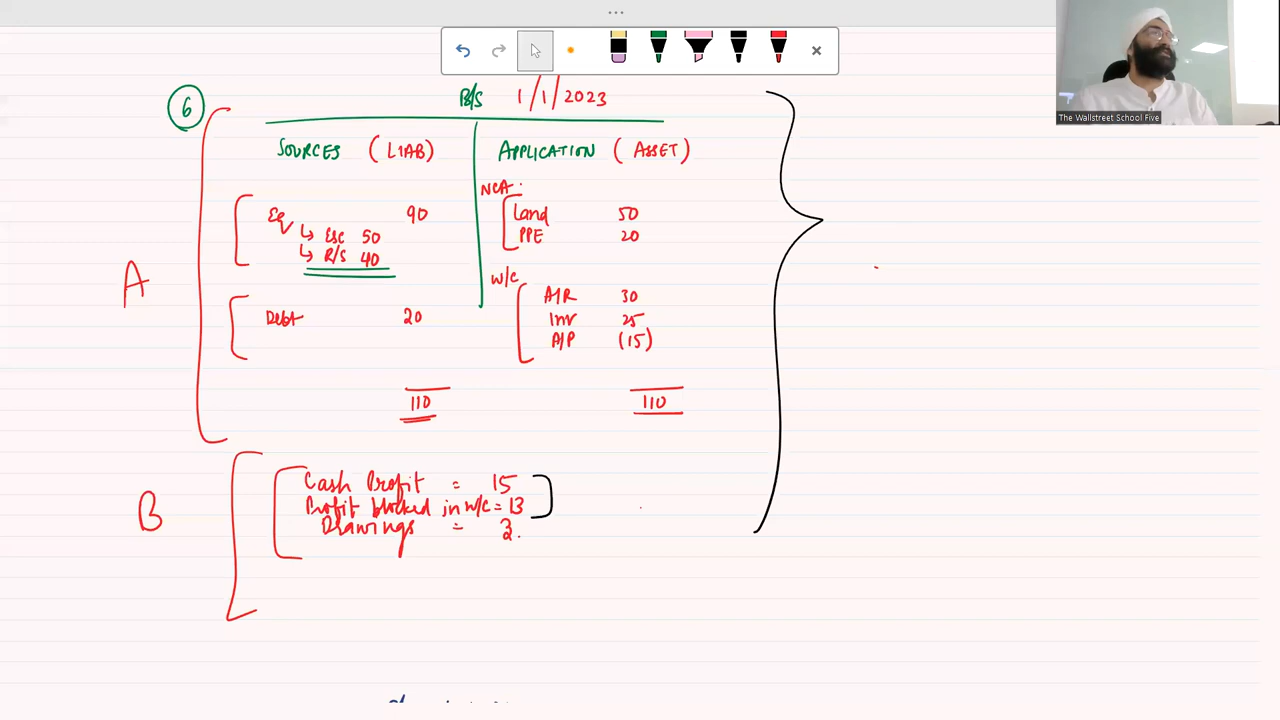 The Wallstreet School Five
6
B/S 1/1/2023
SOURCES (LIAB) APPLICATION (ASSET)
NCA.
Eq 90 Land 50
↳ ESC 50 PPE 20
↳ R/S 40
W/C
A/R 30
Debt 20 Inv 25
A/P (15)
A
110 110
Cash Profit = 15
Profit blocked in W/C = 13
Drawings = 2.
B